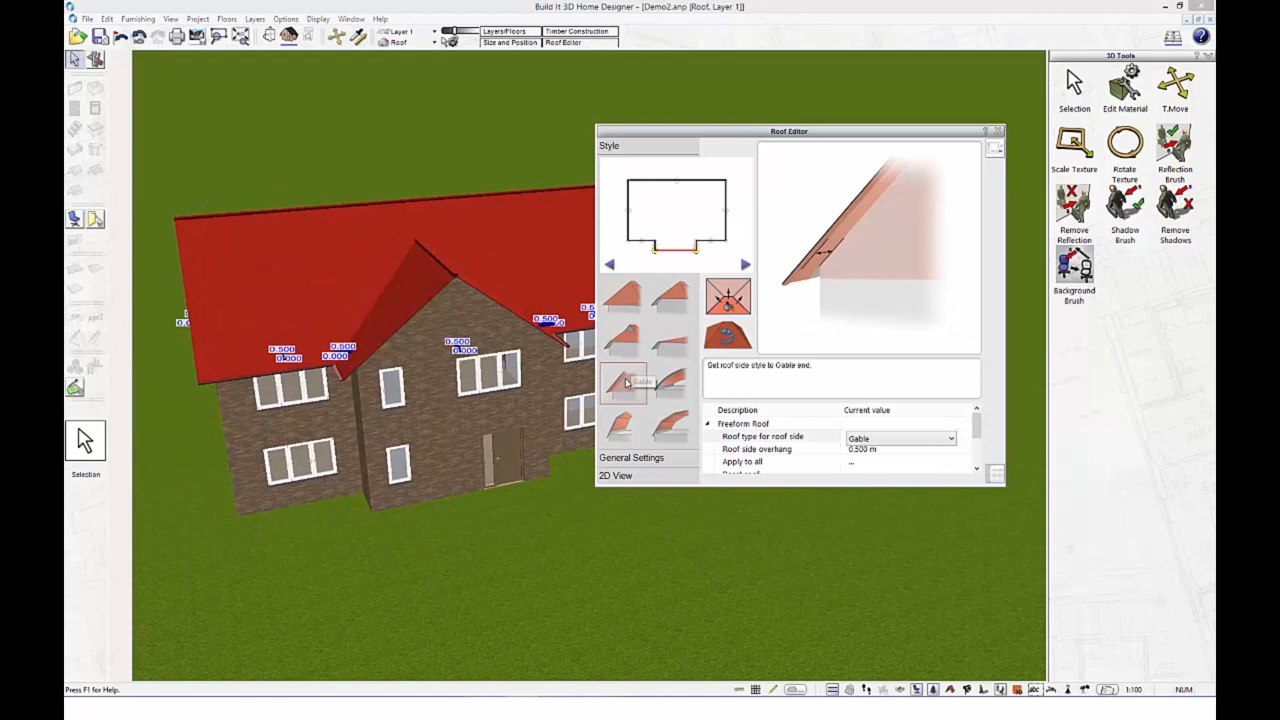 Build It 3D Home Designer - [Demo2.anp [Roof, Layer 1]]
File Edit Furnishing View Project Floors Layers Options Display Window Help
Layer 1
Roof
Layers/Floors Timber Construction
Size and Position Roof Editor
3D Tools
Selection Edit Material T.Move
Scale Texture Rotate Texture Reflection Brush
Remove Reflection Shadow Brush Remove Shadows
Background Brush
Selection
0.500
0.000
0.500
0.000
0.500
0.000
0.500
Roof Editor
Style
Gable
General Settings
2D View
Set roof side style to Gable end.
Description Current value
Freeform Roof
Roof type for roof side Gable
Roof side overhang 0.500 m
Apply to all ...
Press F1 for Help.
abc
1:100 NUM